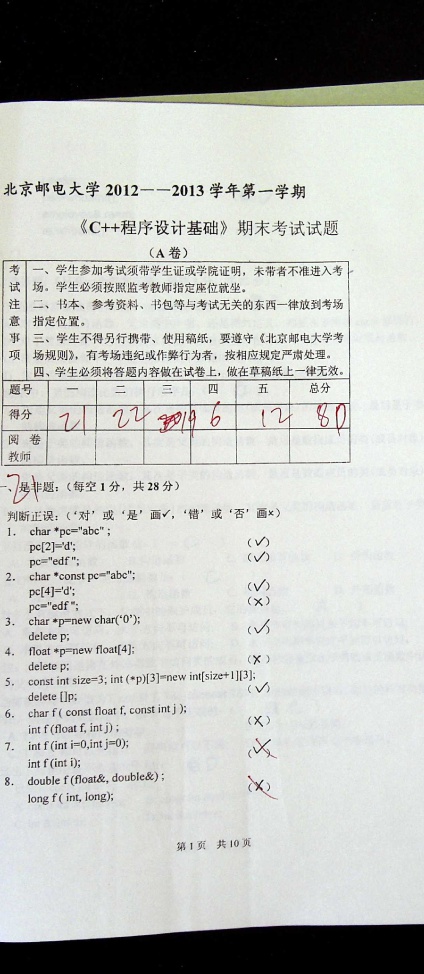 北京邮电大学 2012——2013 学年第一学期
《C++程序设计基础》期末考试试题
（A 卷）
考试注意事项
一、学生参加考试须带学生证或学院证明，未带者不准进入考
场。学生必须按照监考教师指定座位就坐。
二、书本、参考资料、书包等与考试无关的东西一律放到考场
指定位置。
三、学生不得另行携带、使用稿纸，要遵守《北京邮电大学考
场规则》，有考场违纪或作弊行为者，按相应规定严肃处理。
四、学生必须将答题内容做在试卷上，做在草稿纸上一律无效。
题号 一 二 三 四 五 总分
得分 21 22 19 6 12 80
阅 卷
教师
21
一、是非题:（每空 1 分，共 28 分）
判断正误:（‘对’或‘是’画✓，‘错’或‘否’画×）
1. char *pc="abc" ;
pc[2]='d'; (✓)
pc="edf "; (✓)
2. char *const pc="abc";
pc[4]='d'; (✓)
pc="edf "; (×)
3. char *p=new char(‘0’);
delete p; (✓)
4. float *p=new float[4];
delete p; (×)
5. const int size=3; int (*p)[3]=new int[size+1][3];
delete []p; (✓)
6. char f ( const float f, const int j );
int f (float f, int j) ; (×)
7. int f (int i=0,int j=0);
int f (int i);
8. double f (float&, double&) ;
long f ( int, long); (×)
第 1 页 共 10 页